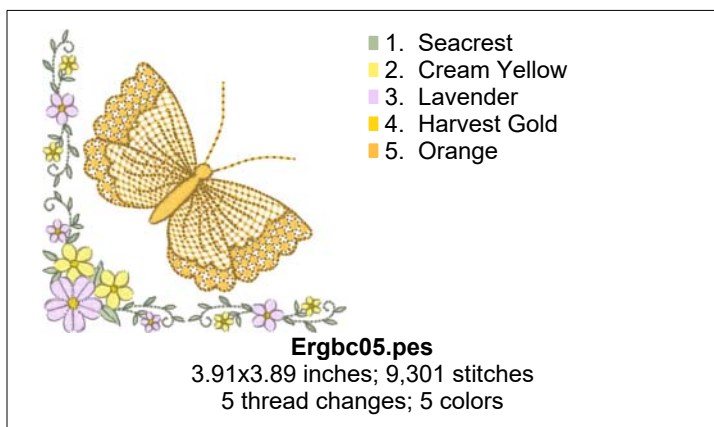 1. Seacrest
2. Cream Yellow
3. Lavender
4. Harvest Gold
5. Orange
Ergbc05.pes
3.91x3.89 inches; 9,301 stitches
5 thread changes; 5 colors